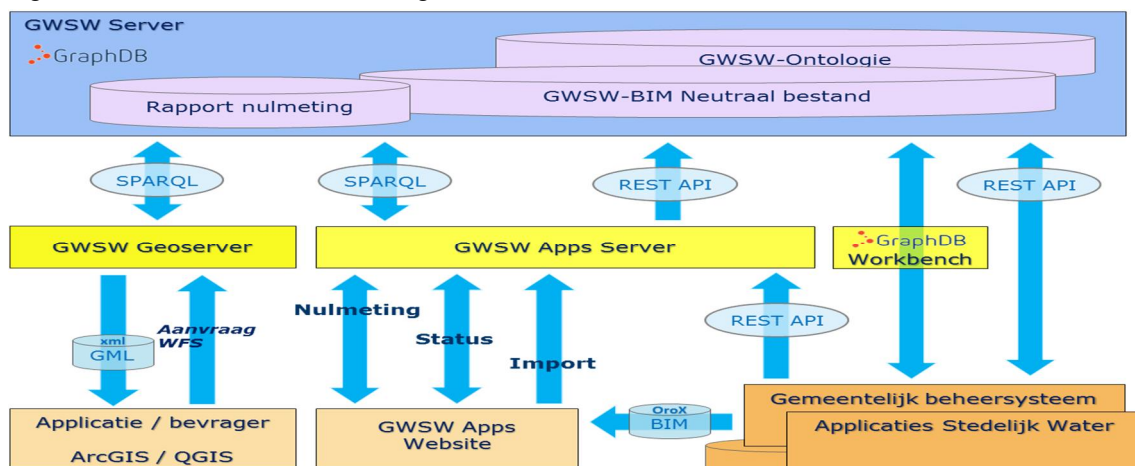 GWSW Server
GraphDB
GWSW-Ontologie
GWSW-BIM Neutraal bestand
Rapport nulmeting
SPARQL
SPARQL
REST API
REST API
GWSW Geoserver
GWSW Apps Server
GraphDB
Workbench
Nulmeting
Status
Import
Aanvraag
WFS
xml
GML
REST API
Applicatie / bevrager
ArcGIS / QGIS
GWSW Apps
Website
OroX
BIM
Gemeentelijk beheersysteem
Applicaties Stedelijk Water